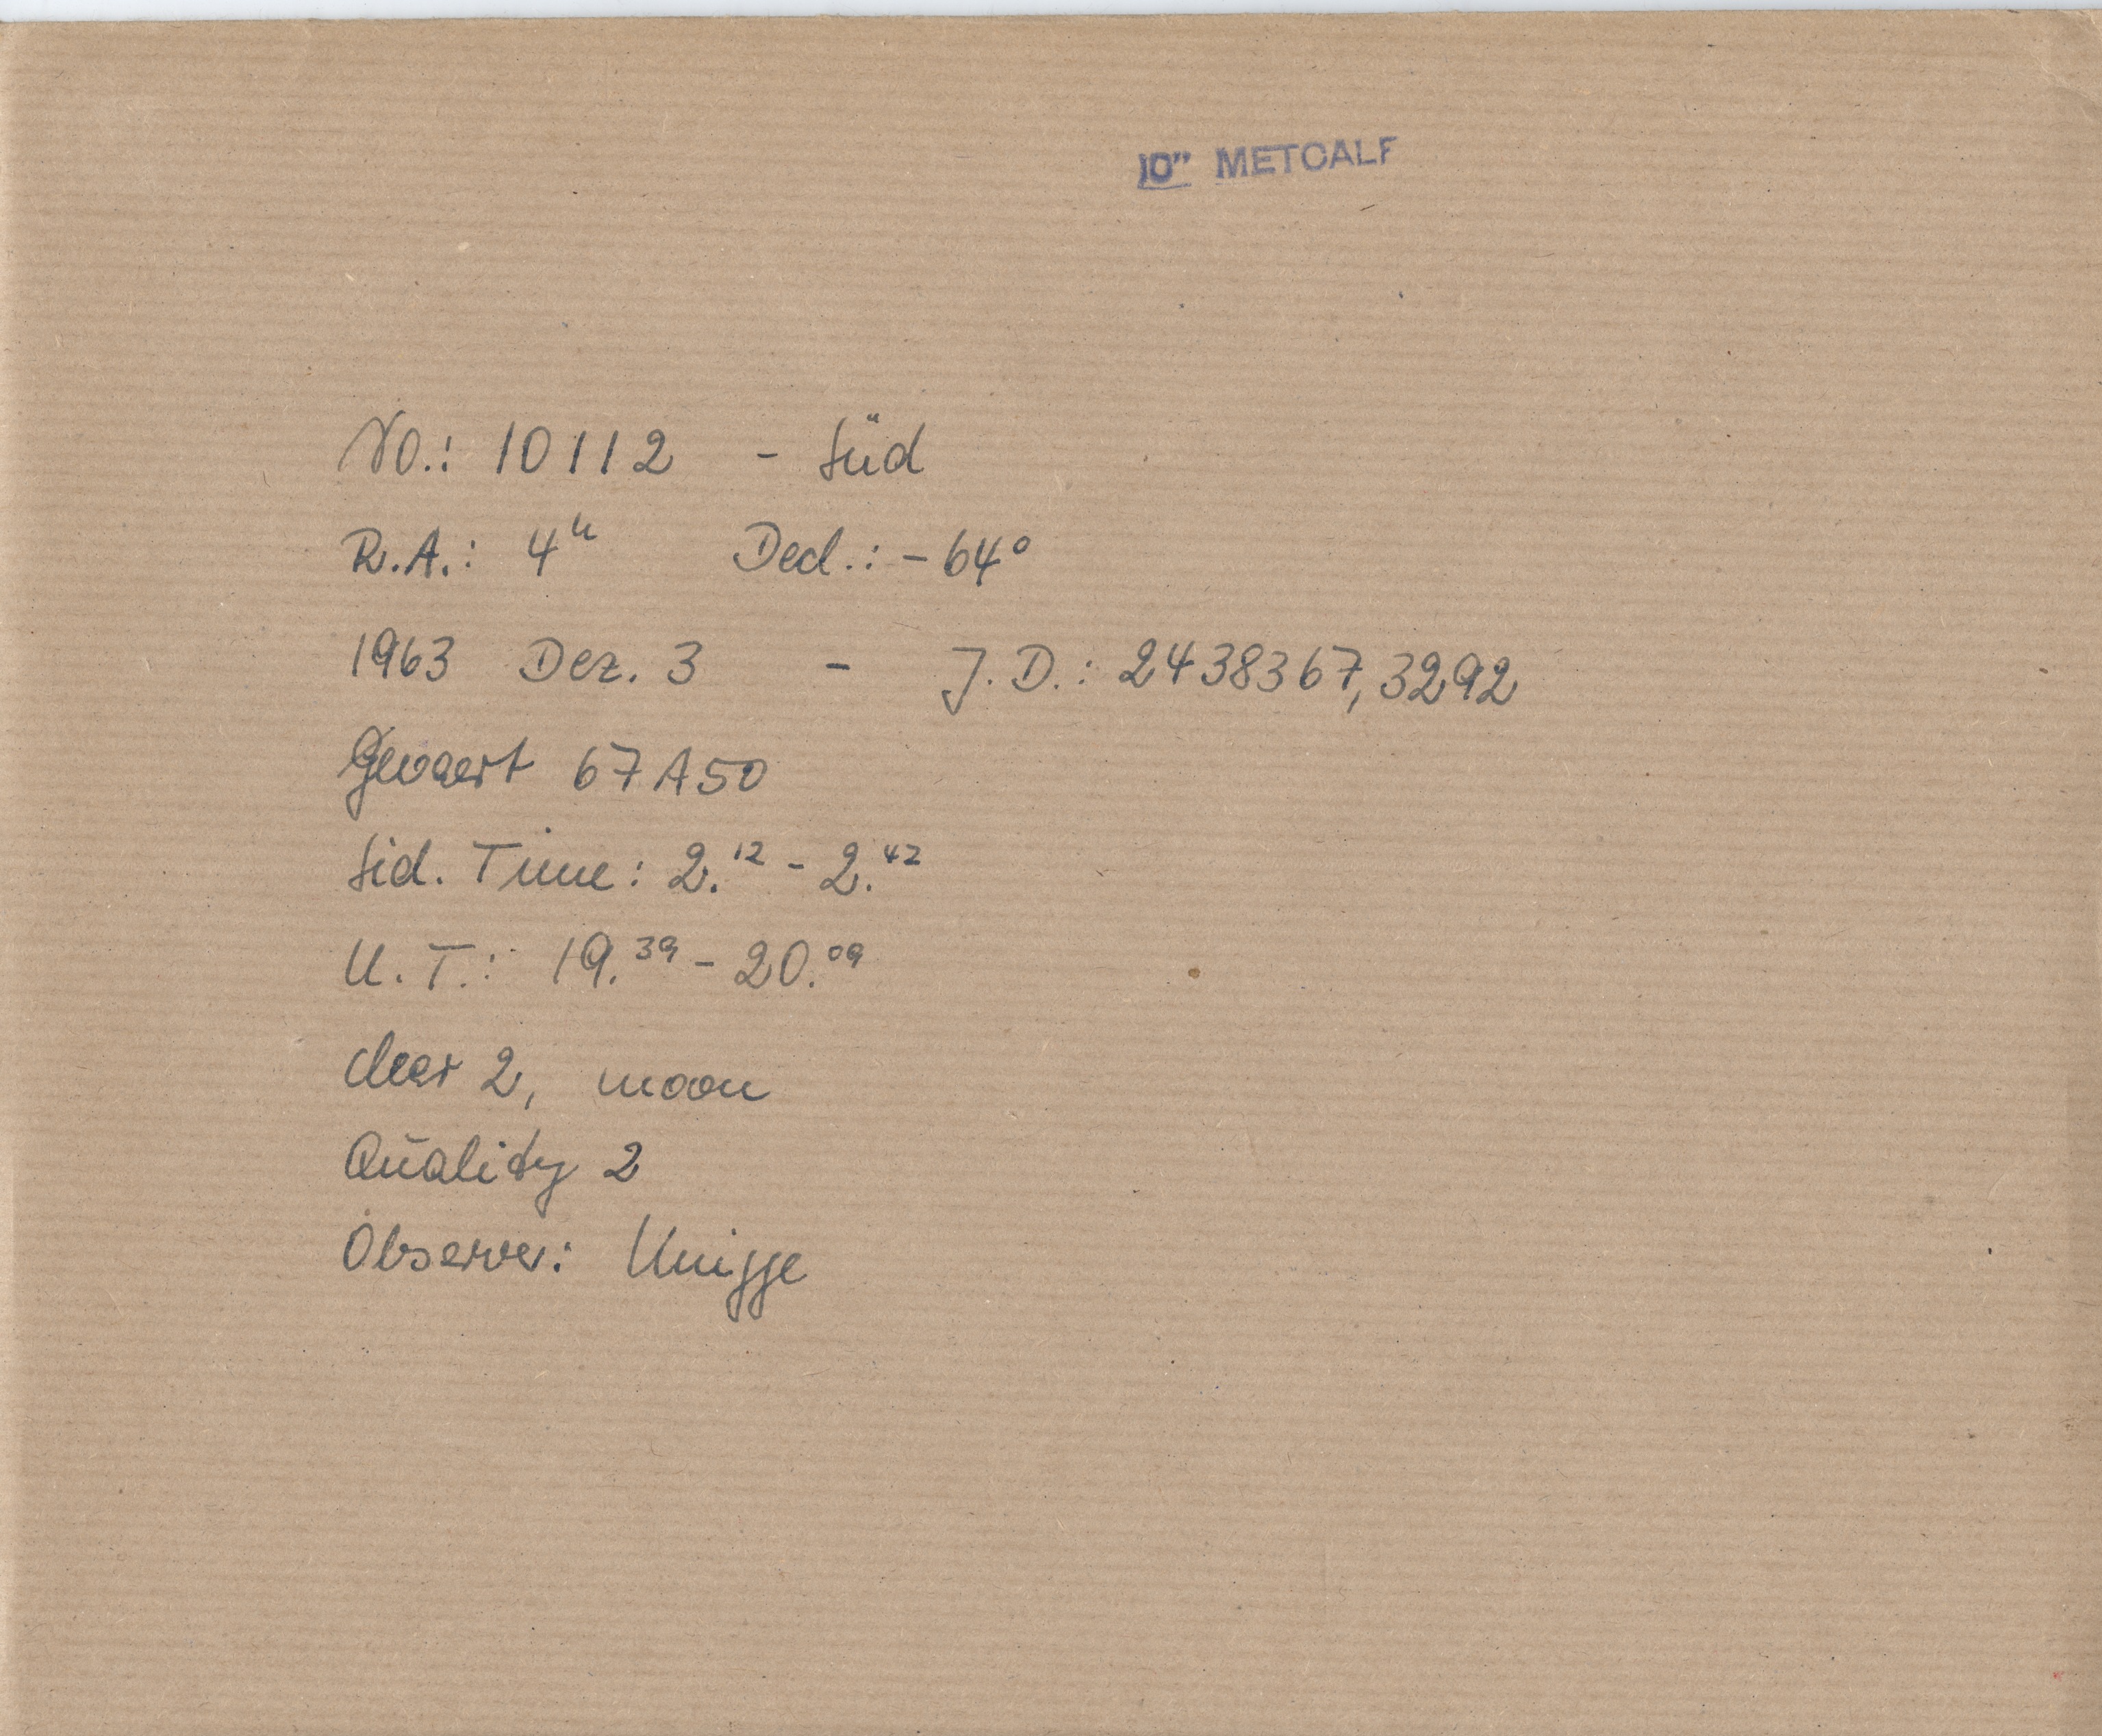 10" METCALF
No.: 10112 - Süd
R.A.: 4h Decl.: -64°
1963 Dez. 3 - J.D.: 2438367,3292
Gevaert 67A50
Sid. Time: 2.12 - 2.42
U.T.: 19.39 - 20.09
clear 2, moon
Quality 2
Observer: Knigge